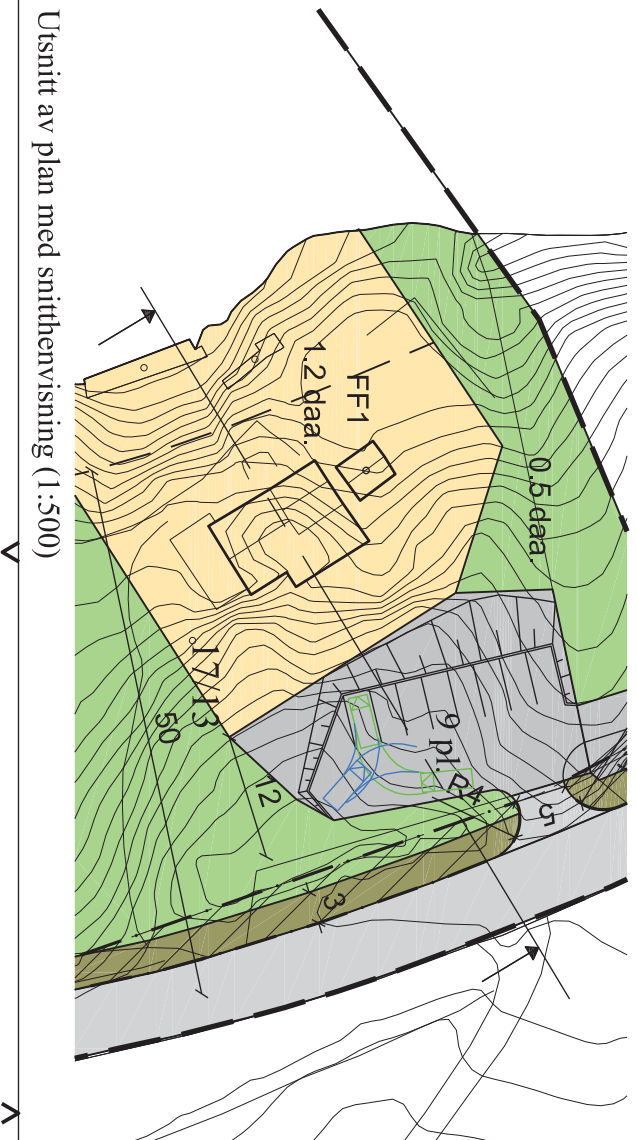 Utsnitt av plan med snitthenvisning (1:500)
0.5 daa.
FF1
1.2 daa.
9 pl.
5
12
3
17/13
50